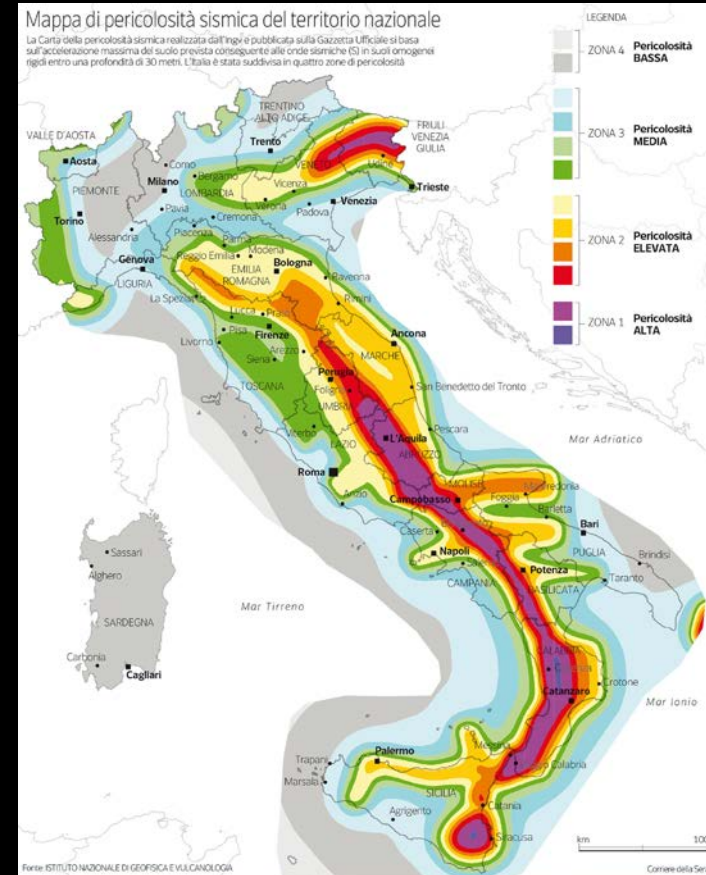 Mappa di pericolosità sismica del territorio nazionale
La Carta della pericolosità sismica realizzata dall'Ingv e pubblicata sulla Gazzetta Ufficiale si basa
sull'accelerazione massima del suolo prevista conseguente alle onde sismiche (S) in suoli omogenei
rigidi entro una profondità di 30 metri. L'Italia è stata suddivisa in quattro zone di pericolosità
LEGENDA
ZONA 4 Pericolosità
BASSA
ZONA 3 Pericolosità
MEDIA
ZONA 2 Pericolosità
ELEVATA
ZONA 1 Pericolosità
ALTA
TRENTINO
ALTO ADIGE
FRIULI
VENEZIA
GIULIA
VALLE D'AOSTA
Aosta
Trento
VENETO
Udine
Como
Bergamo
Milano
LOMBARDIA
Vicenza
Verona
Venezia
Trieste
PIEMONTE
Torino
Pavia
Cremona
Padova
Alessandria
Piacenza
Parma
Modena
Genova
Reggio Emilia
Bologna
EMILIA
ROMAGNA
Ravenna
LIGURIA
La Spezia
Rimini
Lucca
Prato
Pisa
Firenze
Ancona
Livorno
Arezzo
MARCHE
Siena
Perugia
TOSCANA
Foligno
San Benedetto del Tronto
UMBRIA
Viterbo
Pescara
LAZIO
L'Aquila
ABRUZZO
Mar Adriatico
Roma
Anzio
MOLISE
Manfredonia
Campobasso
Foggia
Barletta
Caserta
Bari
Napoli
PUGLIA
Brindisi
Potenza
CAMPANIA
Taranto
BASILICATA
Sassari
Alghero
Mar Tirreno
SARDEGNA
Carbonia
Cagliari
CALABRIA
Crotone
Catanzaro
Mar Ionio
Messina
Reggio Calabria
Palermo
Trapani
Marsala
SICILIA
Catania
Agrigento
Siracusa
km 100
Fonte: ISTITUTO NAZIONALE DI GEOFISICA E VULCANOLOGIA
Corriere della Ser